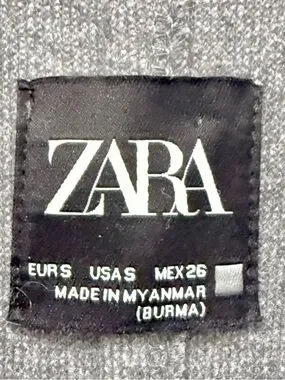 ZARA
EUR S USA S MEX 26
MADE IN MYANMAR
(BURMA)